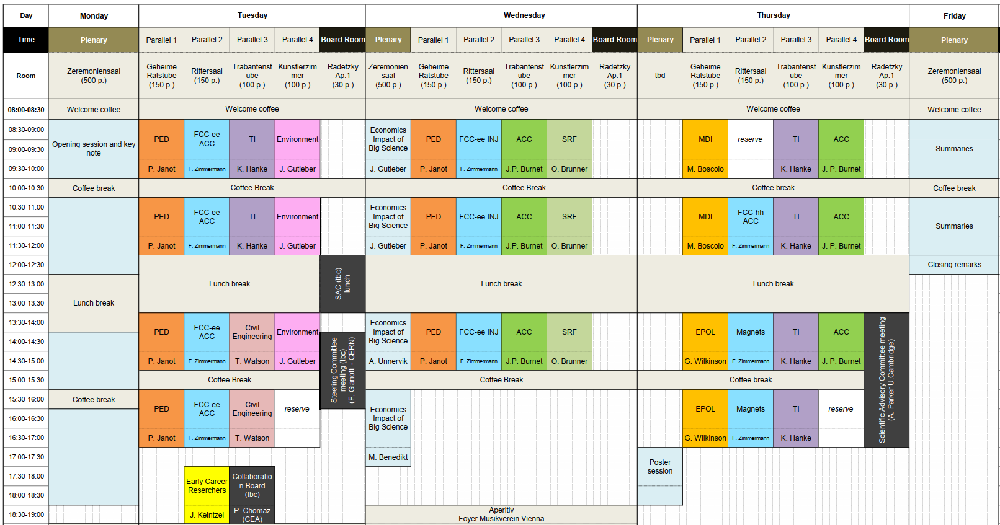 Day Monday Tuesday Wednesday Thursday Friday
Time Plenary Parallel 1 Parallel 2 Parallel 3 Parallel 4 Board Room Plenary Parallel 1 Parallel 2 Parallel 3 Parallel 4 Board Room Plenary Parallel 1 Parallel 2 Parallel 3 Parallel 4 Board Room Plenary
Room
Zeremoniensaal
(500 p.)
Geheime
Ratstube
(150 p.)
Rittersaal
(150 p.)
Trabantenst
ube
(100 p.)
Künstlerzim
mer
(100 p.)
Radetzky
Ap.1
(30 p.)
Zeremonien
saal
(500 p.)
Geheime
Ratstube
(150 p.)
Rittersaal
(150 p.)
Trabantenst
ube
(100 p.)
Künstlerzim
mer
(100 p.)
Radetzky
Ap.1
(30 p.)
tbd
Geheime
Ratstube
(150 p.)
Rittersaal
(150 p.)
Trabantenst
ube
(100 p.)
Künstlerzim
mer
(100 p.)
Radetzky
Ap.1
(30 p.)
Zeremoniensaal
(500 p.)
08:00-08:30 Welcome coffee Welcome coffee Welcome coffee Welcome coffee Welcome coffee
08:30-09:00
09:00-09:30
Opening session and key
note
PED
FCC-ee
ACC
TI
Environment
Economics
Impact of
Big Science
PED
FCC-ee INJ
ACC
SRF
MDI
reserve
TI
ACC
Summaries
09:30-10:00 P. Janot F. Zimmermann K. Hanke J. Gutleber J. Gutleber P. Janot F. Zimmermann J.P. Burnet O. Brunner M. Boscolo K. Hanke J. P. Burnet
10:00-10:30 Coffee break Coffee Break Coffee Break Coffee break Coffee break
10:30-11:00
11:00-11:30
PED
FCC-ee
ACC
TI
Environment
Economics
Impact of
Big Science
PED
FCC-ee INJ
ACC
SRF
MDI
FCC-hh
ACC
TI
ACC
Summaries
11:30-12:00 P. Janot F. Zimmermann K. Hanke J. Gutleber J. Gutleber P. Janot F. Zimmermann J.P. Burnet O. Brunner M. Boscolo F. Zimmermann K. Hanke J. P. Burnet
12:00-12:30 Closing remarks
12:30-13:00 Lunch break Lunch break Lunch break
SAC (tbc)
lunch
13:00-13:30 Lunch break
13:30-14:00
14:00-14:30
PED
FCC-ee
ACC
Civil
Engineering
Environment
Economics
Impact of
Big Science
PED
FCC-ee INJ
ACC
SRF
EPOL
Magnets
TI
ACC
14:30-15:00 P. Janot F. Zimmermann T. Watson J. Gutleber A. Unnervik P. Janot F. Zimmermann J.P. Burnet O. Brunner G. Wilkinson F. Zimmermann K. Hanke J. P. Burnet
Steering Committee
meeting (tbc)
(F. Gianotti - CERN)
Scientific Advisory Committee meeting
(A. Parker U.Cambridge)
15:00-15:30 Coffee Break Coffee Break Coffee break
15:30-16:00 Coffee break
16:00-16:30
PED
FCC-ee
ACC
Civil
Engineering
reserve
Economics
Impact of
Big Science
EPOL
Magnets
TI
reserve
16:30-17:00 P. Janot F. Zimmermann T. Watson G. Wilkinson F. Zimmermann K. Hanke
17:00-17:30 M. Benedikt
17:30-18:00
18:00-18:30
Early Career
Reserchers
Collaboratio
n Board
(tbc)
Poster
session
18:30-19:00 J. Keintzel
P. Chomaz
(CEA)
Aperitiv
Foyer Musikverein Vienna